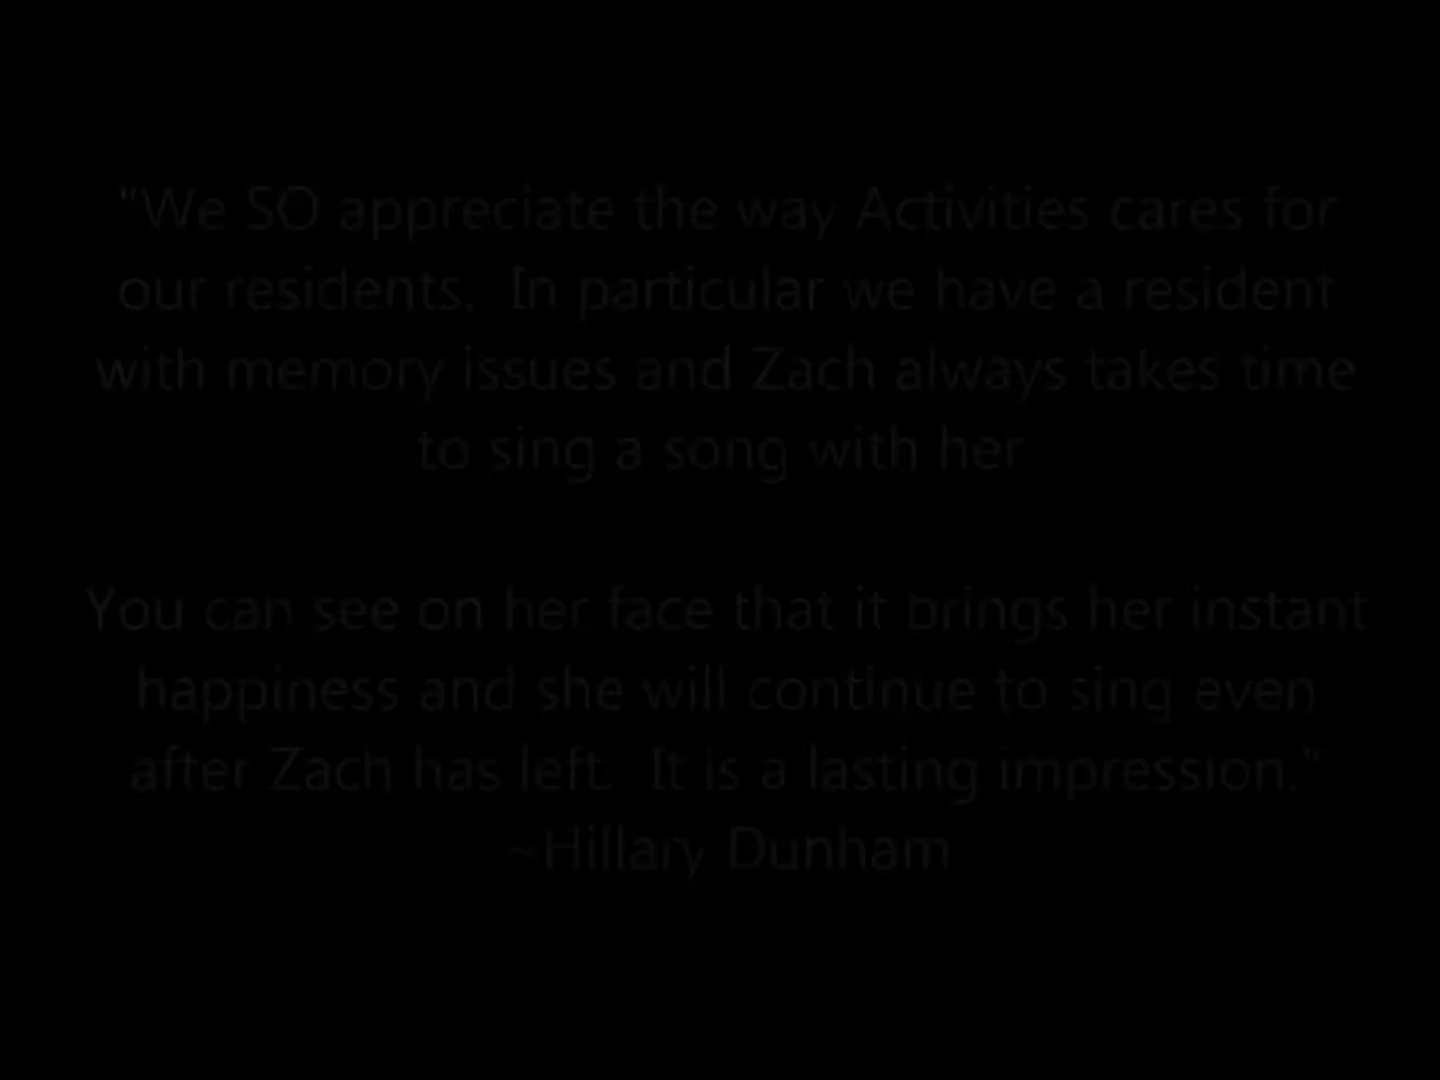 "We SO appreciate the way Activities cares for
our residents.  In particular we have a resident
with memory issues and Zach always takes time
to sing a song with her
You can see on her face that it brings her instant
happiness and she will continue to sing even
after Zach has left.  It is a lasting impression."
~Hillary Dunham